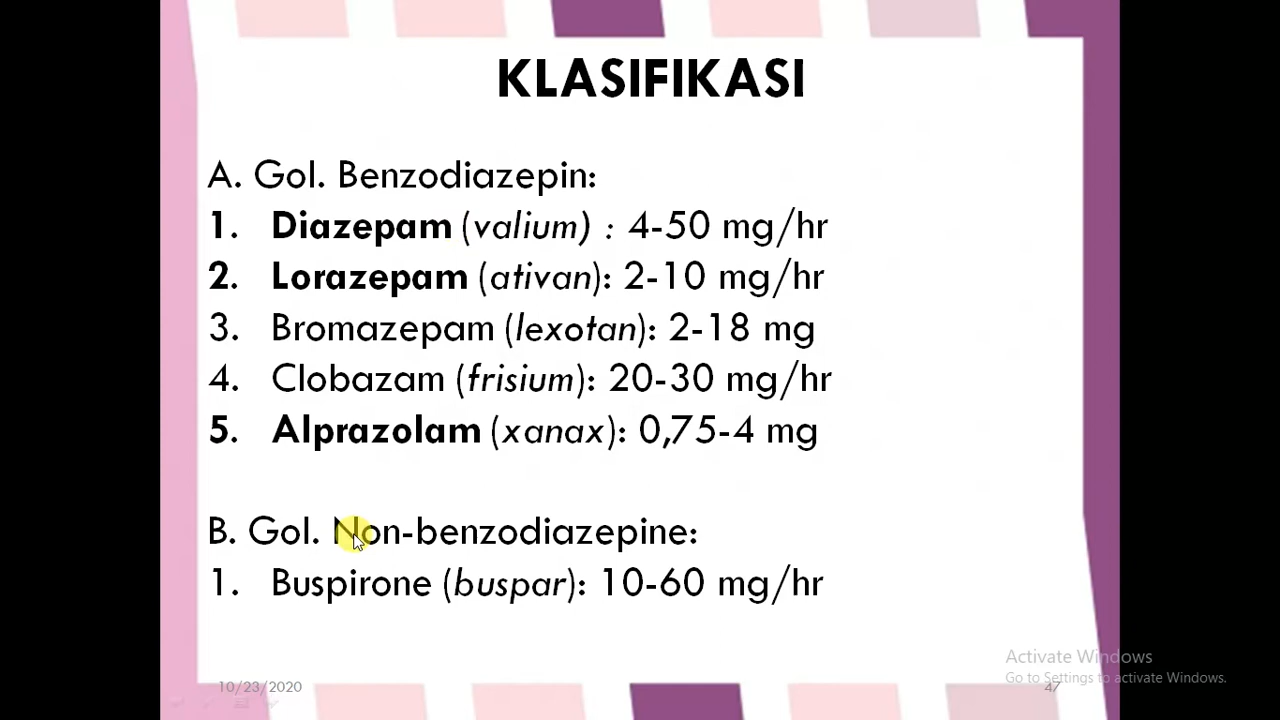 KLASIFIKASI
A. Gol. Benzodiazepin:
1. Diazepam (valium) : 4-50 mg/hr
2. Lorazepam (ativan): 2-10 mg/hr
3. Bromazepam (lexotan): 2-18 mg
4. Clobazam (frisium): 20-30 mg/hr
5. Alprazolam (xanax): 0,75-4 mg
B. Gol. Non-benzodiazepine:
1. Buspirone (buspar): 10-60 mg/hr
Activate Windows
Go to Settings to activate Windows.
10/23/2020
47